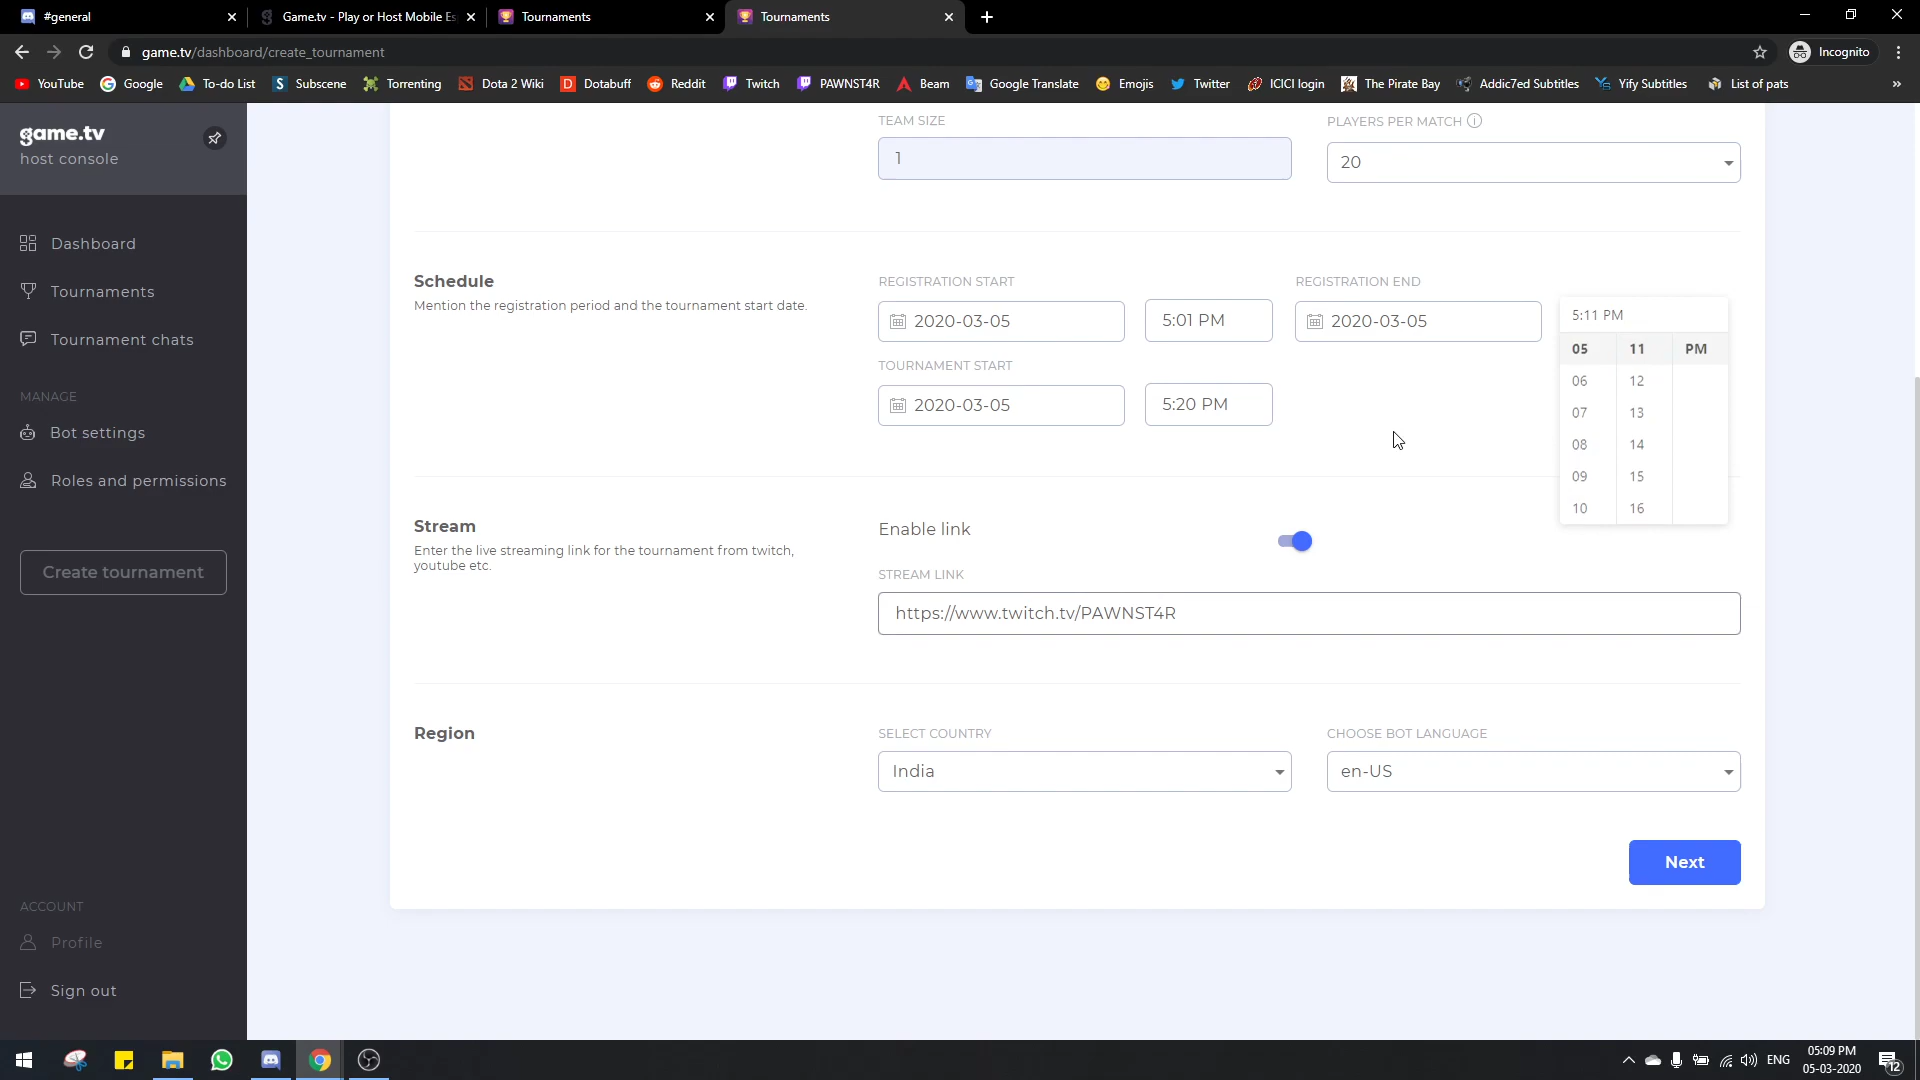 #general
Game.tv - Play or Host Mobile Es
Tournaments
Tournaments
game.tv/dashboard/create_tournament
Incognito
YouTube
Google
To-do List
Subscene
Torrenting
Dota 2 Wiki
Dotabuff
Reddit
Twitch
PAWNST4R
Beam
Google Translate
Emojis
Twitter
ICICI login
The Pirate Bay
Addic7ed Subtitles
Yify Subtitles
List of pats
»
game.tv
host console
Dashboard
Tournaments
Tournament chats
MANAGE
Bot settings
Roles and permissions
Create tournament
ACCOUNT
Profile
Sign out
TEAM SIZE
1
PLAYERS PER MATCH
20
Schedule
Mention the registration period and the tournament start date.
REGISTRATION START
2020-03-05
5:01 PM
REGISTRATION END
2020-03-05
5:11 PM
05 11 PM
06 12
07 13
08 14
09 15
10 16
TOURNAMENT START
2020-03-05
5:20 PM
Stream
Enter the live streaming link for the tournament from twitch,
youtube etc.
Enable link
STREAM LINK
https://www.twitch.tv/PAWNST4R
Region
SELECT COUNTRY
India
CHOOSE BOT LANGUAGE
en-US
Next
ENG
05:09 PM
05-03-2020
12